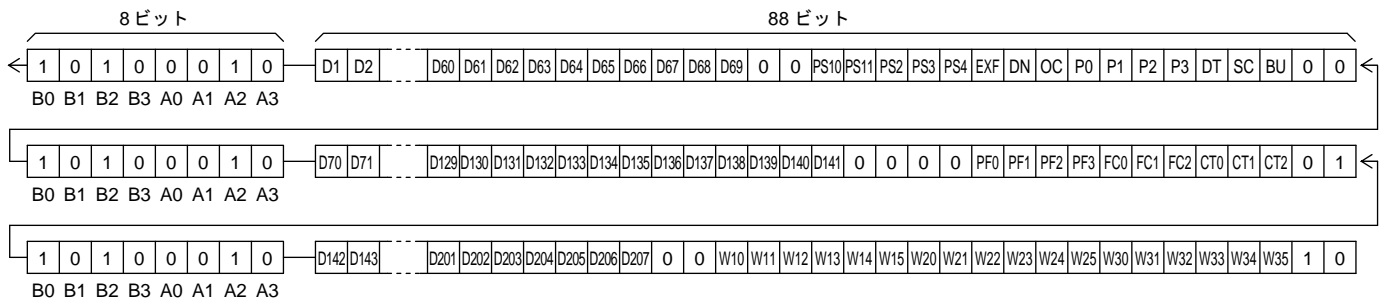 8 ビット 88 ビット
1 0 1 0 0 0 1 0 D1 D2 D60 D61 D62 D63 D64 D65 D66 D67 D68 D69 0 0 PS10 PS11 PS2 PS3 PS4 EXF DN OC P0 P1 P2 P3 DT SC BU 0 0
B0 B1 B2 B3 A0 A1 A2 A3
1 0 1 0 0 0 1 0 D70 D71 D129 D130 D131 D132 D133 D134 D135 D136 D137 D138 D139 D140 D141 0 0 0 0 PF0 PF1 PF2 PF3 FC0 FC1 FC2 CT0 CT1 CT2 0 1
B0 B1 B2 B3 A0 A1 A2 A3
1 0 1 0 0 0 1 0 D142 D143 D201 D202 D203 D204 D205 D206 D207 0 0 W10 W11 W12 W13 W14 W15 W20 W21 W22 W23 W24 W25 W30 W31 W32 W33 W34 W35 1 0
B0 B1 B2 B3 A0 A1 A2 A3